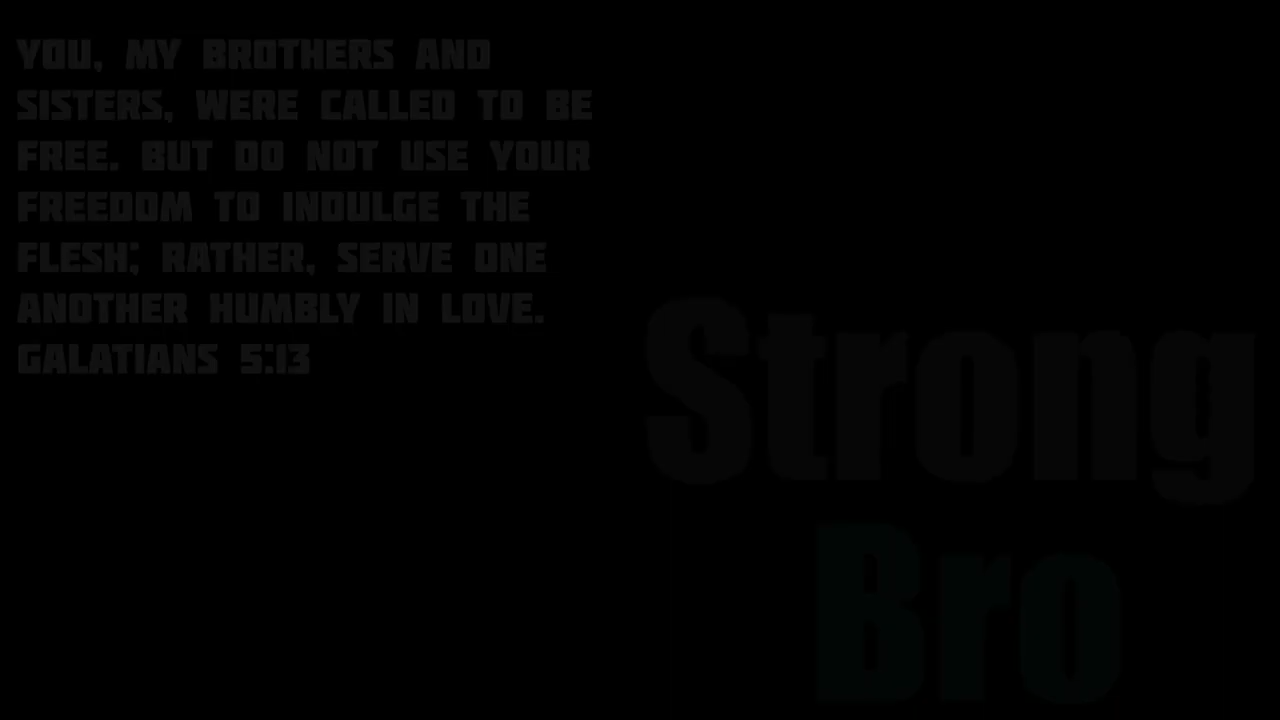 YOU, MY BROTHERS AND
SISTERS, WERE CALLED TO BE
FREE. BUT DO NOT USE YOUR
FREEDOM TO INDULGE THE
FLESH; RATHER, SERVE ONE
ANOTHER HUMBLY IN LOVE.
GALATIANS 5:13
Strong
Bro